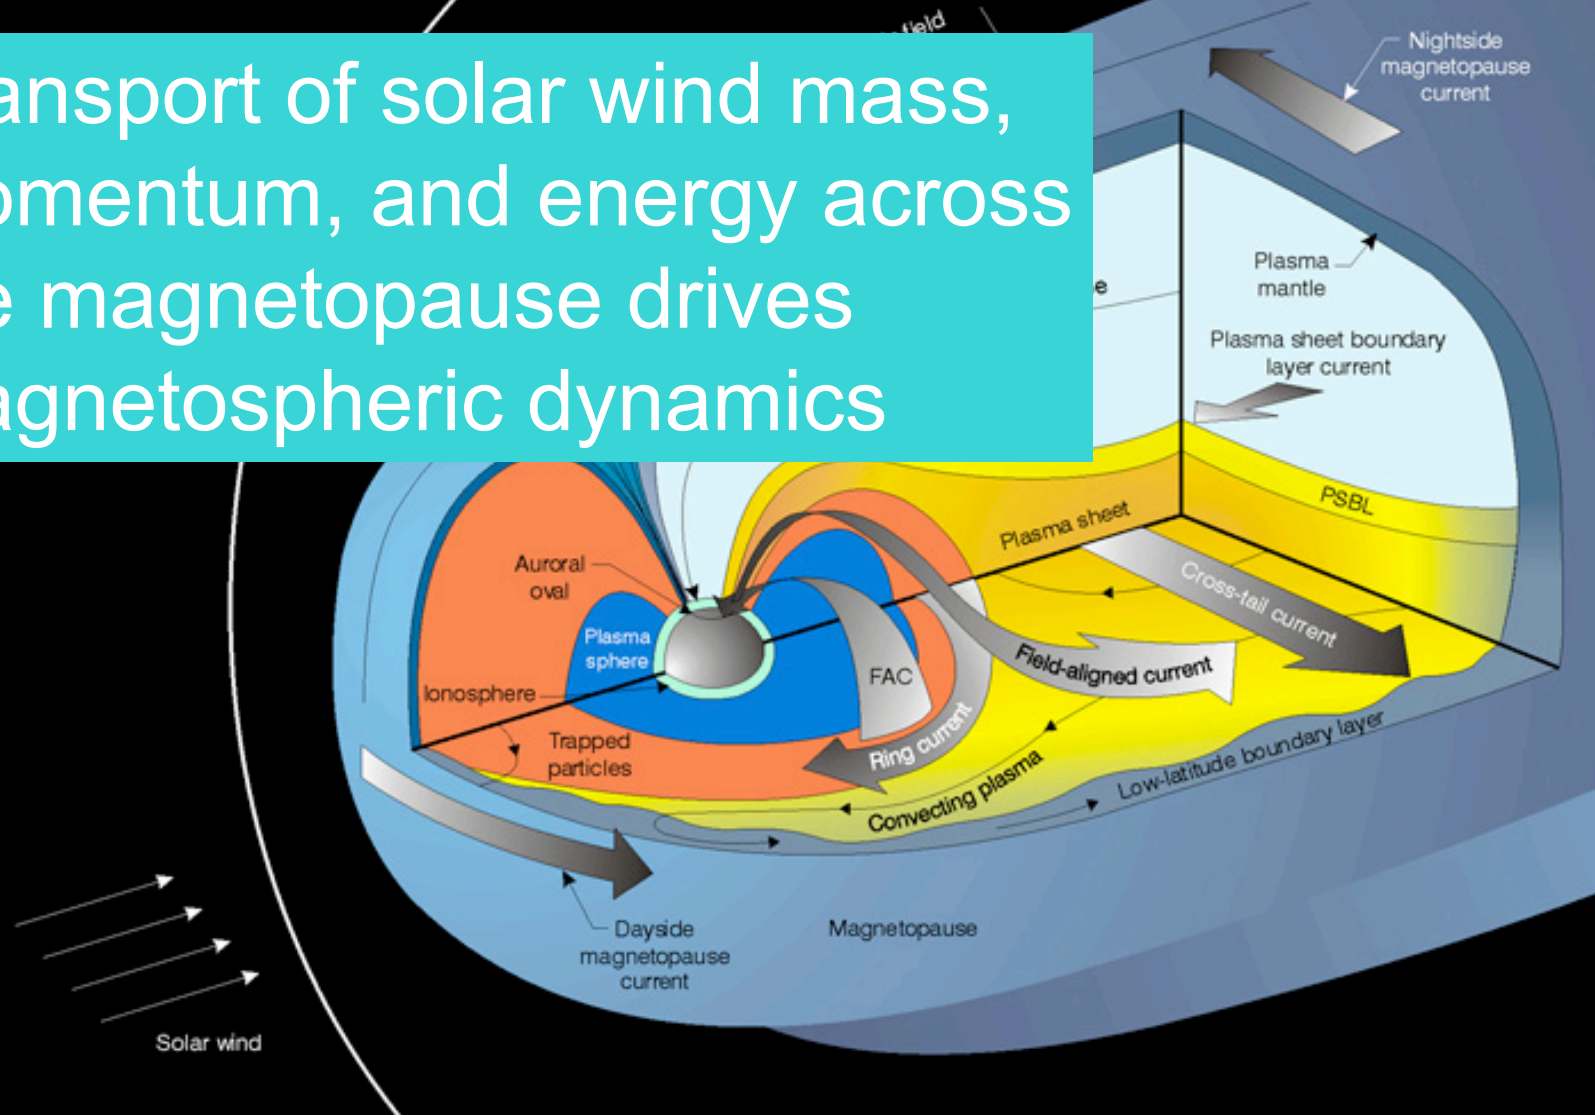 field
Nightside
magnetopause
current
ansport of solar wind mass,
omentum, and energy across
e magnetopause drives
agnetospheric dynamics
Plasma
mantle
e
Plasma sheet boundary
layer current
PSBL
Plasma sheet
Cross-tail current
Auroral
oval
Plasma
sphere
Field-aligned current
FAC
Ionosphere
Ring current
Trapped
particles
Low-latitude boundary layer
Convecting plasma
Dayside
magnetopause
current
Magnetopause
Solar wind